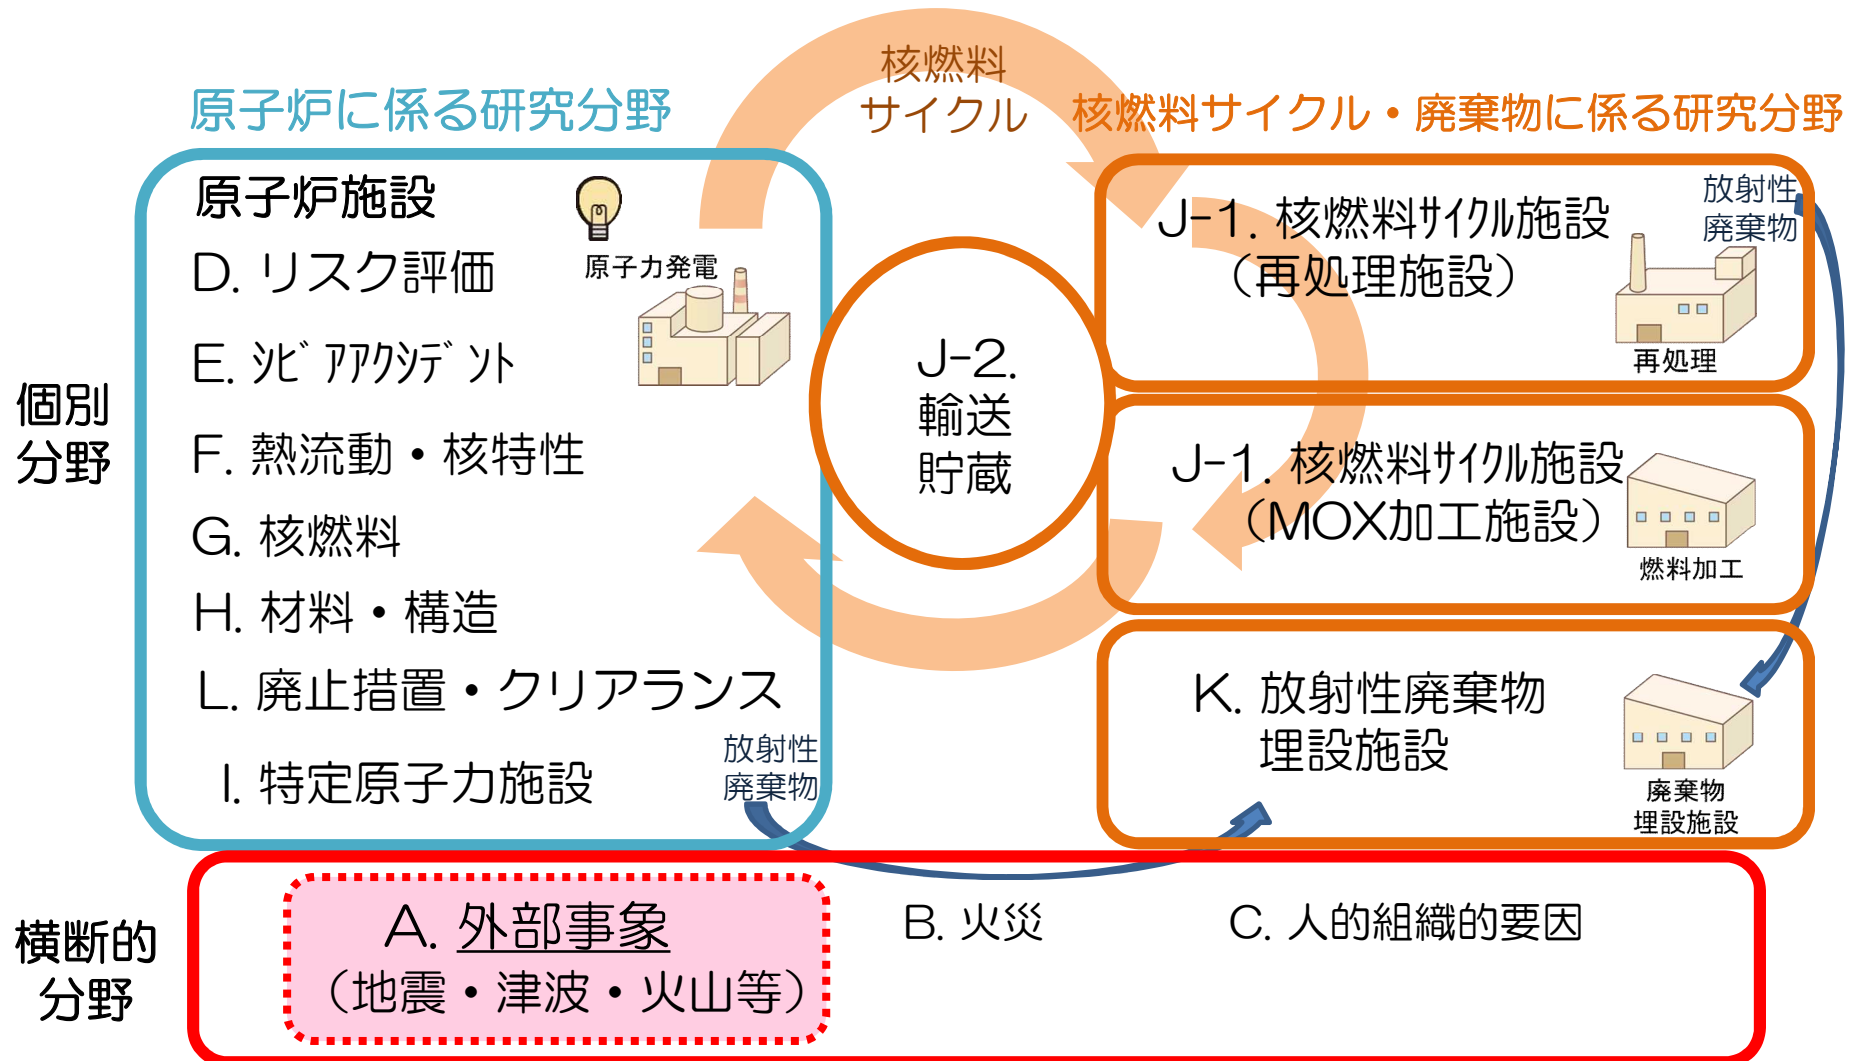 核燃料
サイクル
原子炉に係る研究分野
核燃料サイクル・廃棄物に係る研究分野
個別
分野
原子炉施設
D. リスク評価
E. ｼﾋﾞｱｱｸｼﾃﾞﾝﾄ
F. 熱流動・核特性
G. 核燃料
H. 材料・構造
L. 廃止措置・クリアランス
I. 特定原子力施設
原子力発電
放射性
廃棄物
J-2.
輸送
貯蔵
J-1. 核燃料ｻｲｸﾙ施設
（再処理施設）
放射性
廃棄物
再処理
J-1. 核燃料ｻｲｸﾙ施設
（MOX加工施設）
燃料加工
K. 放射性廃棄物
埋設施設
廃棄物
埋設施設
横断的
分野
A. 外部事象
（地震・津波・火山等）
B. 火災
C. 人的組織的要因